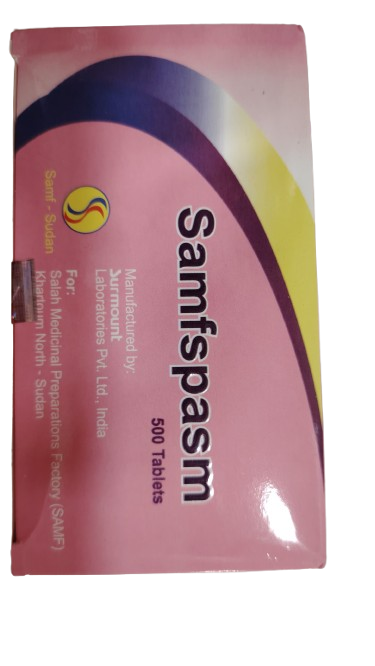 Samfspasm
500 Tablets
Manufactured by:
Surmount
Laboratories Pvt. Ltd., India
For:
Salah Medicinal Preparations Factory (SAMF)
Khartoum North - Sudan
Samf - Sudan